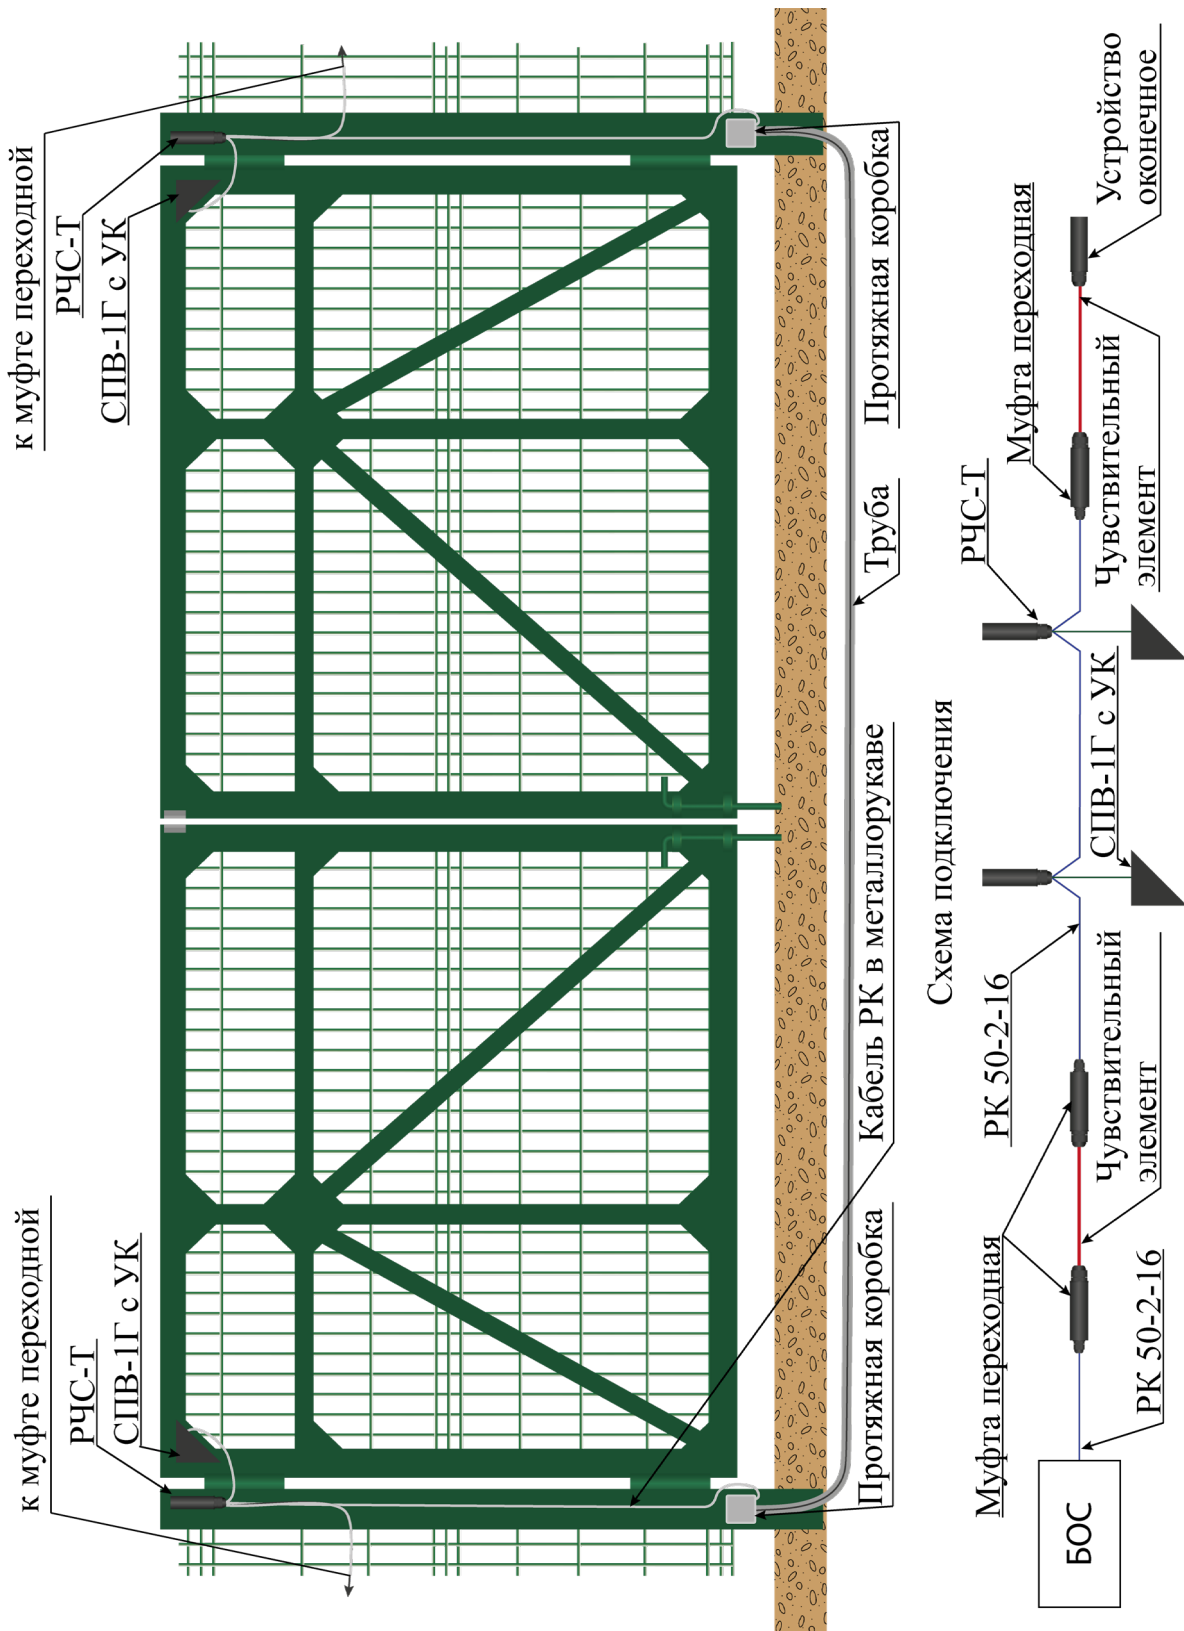 к муфте переходной
РЧС-Т
СПВ-1Г с УК
к муфте переходной
РЧС-Т
СПВ-1Г с УК
Протяжная коробка
Кабель РК в металлорукаве
Труба
Протяжная коробка
Схема подключения
БОС
РК 50-2-16
Муфта переходная
Чувствительный
элемент
РК 50-2-16
СПВ-1Г с УК
РЧС-Т
Чувствительный
элемент
Муфта переходная
Устройство
оконечное